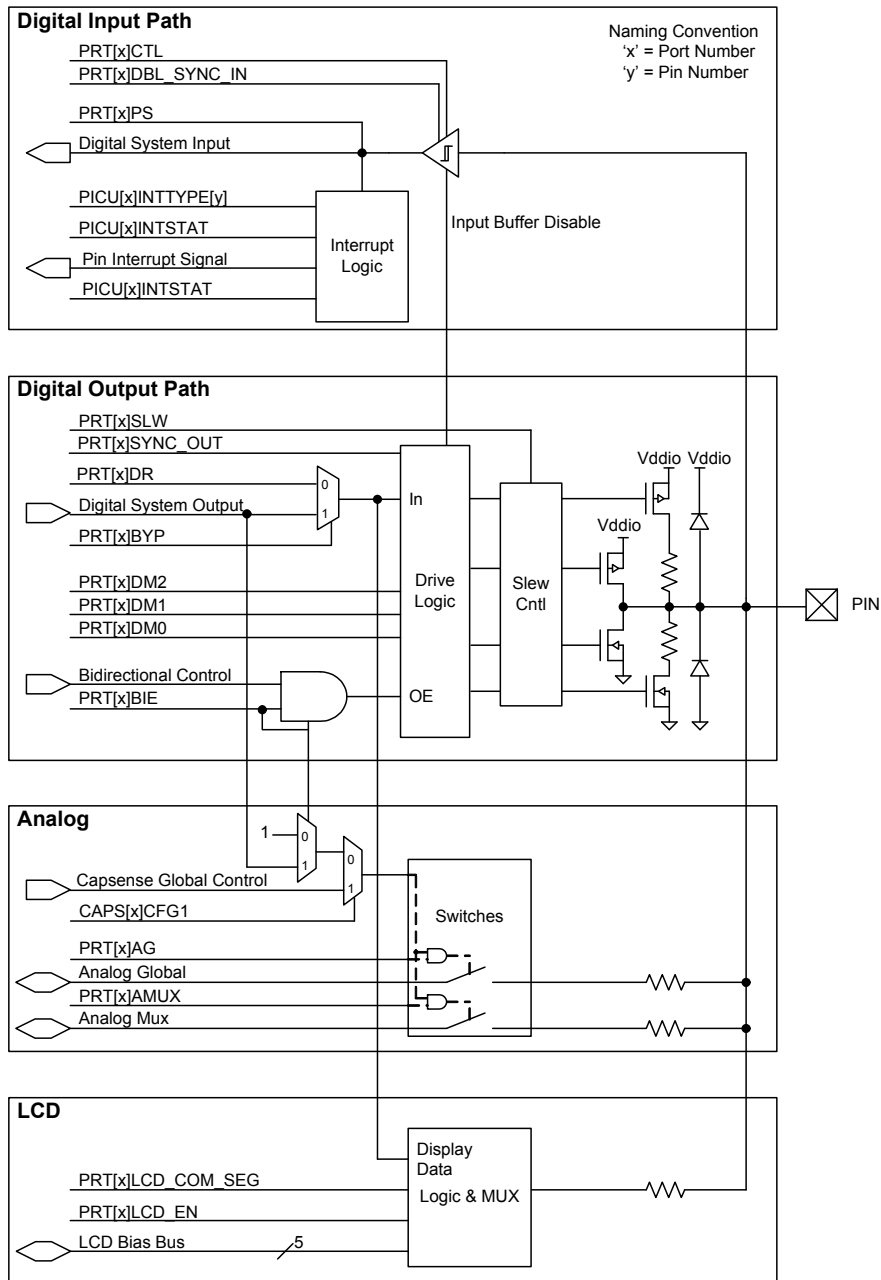 Digital Input Path
Naming Convention
'x' = Port Number
'y' = Pin Number
PRT[x]CTL
PRT[x]DBL_SYNC_IN
PRT[x]PS
Digital System Input
PICU[x]INTTYPE[y]
PICU[x]INTSTAT
Pin Interrupt Signal
PICU[x]INTSTAT
Interrupt
Logic
Input Buffer Disable
Digital Output Path
PRT[x]SLW
PRT[x]SYNC_OUT
PRT[x]DR
Digital System Output
PRT[x]BYP
0
1
PRT[x]DM2
PRT[x]DM1
PRT[x]DM0
Bidirectional Control
PRT[x]BIE
In
Drive
Logic
OE
Slew
Cntl
Vddio
Vddio
Vddio
PIN
Analog
1
0
1
0
1
Capsense Global Control
CAPS[x]CFG1
Switches
PRT[x]AG
Analog Global
PRT[x]AMUX
Analog Mux
LCD
Display
Data
Logic & MUX
PRT[x]LCD_COM_SEG
PRT[x]LCD_EN
LCD Bias Bus
5